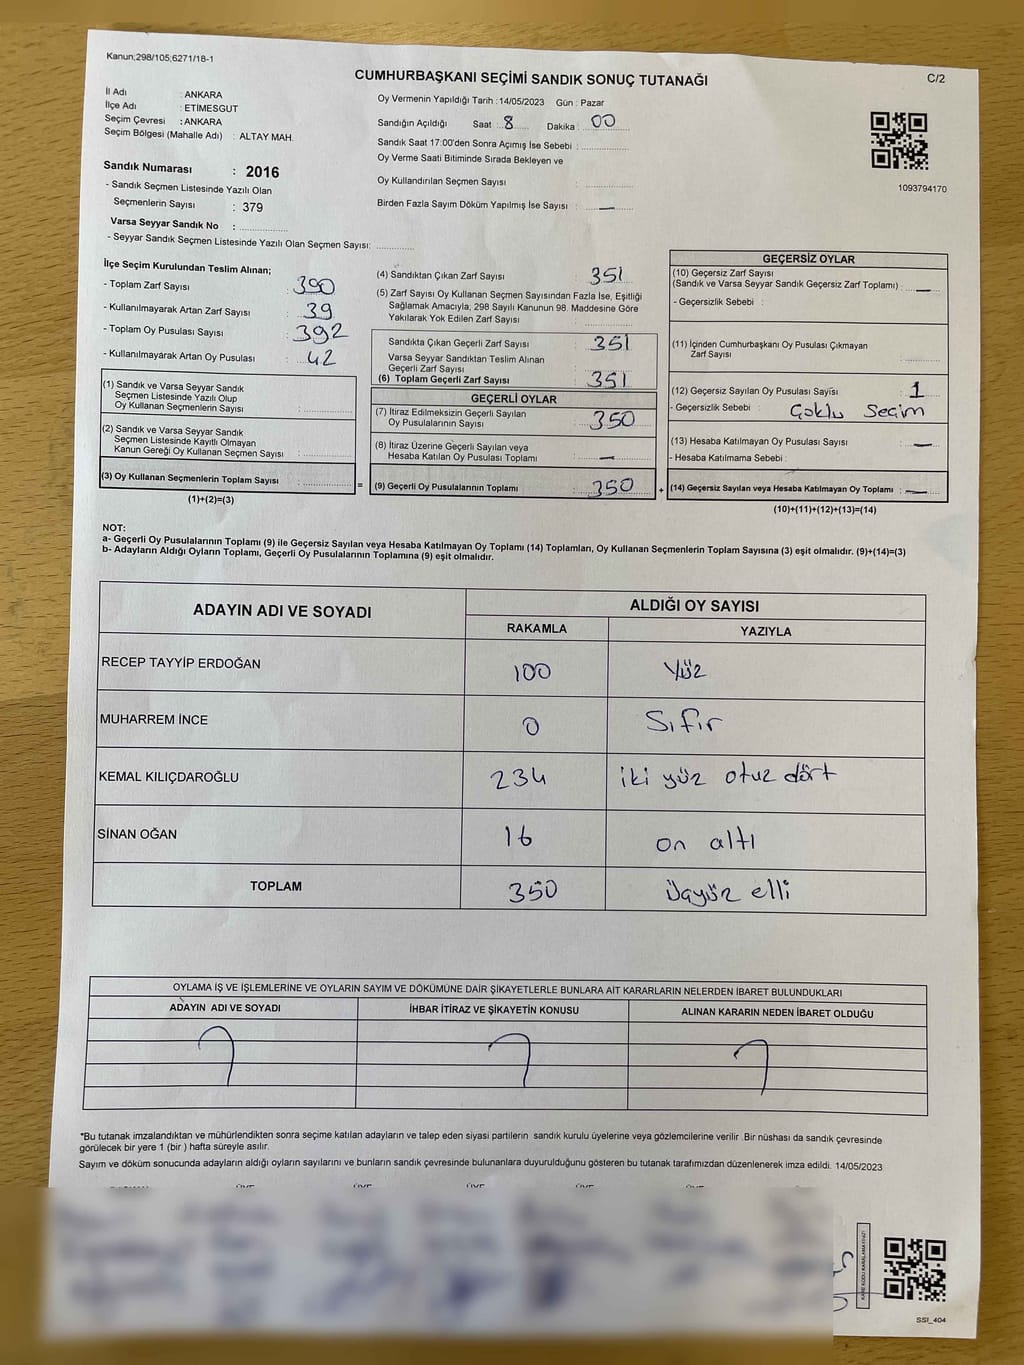 Kanun;298/105;6271/18-1
CUMHURBAŞKANI SEÇİMİ SANDIK SONUÇ TUTANAĞI
C/2
İl Adı : ANKARA
İlçe Adı : ETİMESGUT
Seçim Çevresi : ANKARA
Seçim Bölgesi (Mahalle Adı) : ALTAY MAH.
Sandık Numarası : 2016
- Sandık Seçmen Listesinde Yazılı Olan
Seçmenlerin Sayısı : 379
Varsa Seyyar Sandık No :
- Seyyar Sandık Seçmen Listesinde Yazılı Olan Seçmen Sayısı:
Oy Vermenin Yapıldığı Tarih : 14/05/2023 Gün : Pazar
Sandığın Açıldığı Saat : 8 Dakika : 00
Sandık Saat 17:00'den Sonra Açımış İse Sebebi :
Oy Verme Saati Bitiminde Sırada Bekleyen ve
Oy Kullandırılan Seçmen Sayısı :
Birden Fazla Sayım Döküm Yapılmış İse Sayısı : —
1093794170
İlçe Seçim Kurulundan Teslim Alınan;
- Toplam Zarf Sayısı : 390
- Kullanılmayarak Artan Zarf Sayısı : 39
- Toplam Oy Pusulası Sayısı : 392
- Kullanılmayarak Artan Oy Pusulası : 42
(1) Sandık ve Varsa Seyyar Sandık
Seçmen Listesinde Yazılı Olup
Oy Kullanan Seçmenlerin Sayısı :
(2) Sandık ve Varsa Seyyar Sandık
Seçmen Listesinde Kayıtlı Olmayan
Kanun Gereği Oy Kullanan Seçmen Sayısı :
(3) Oy Kullanan Seçmenlerin Toplam Sayısı :
(1)+(2)=(3)
=
(4) Sandıktan Çıkan Zarf Sayısı : 351
(5) Zarf Sayısı Oy Kullanan Seçmen Sayısından Fazla İse, Eşitliği
Sağlamak Amacıyla, 298 Sayılı Kanunun 98. Maddesine Göre
Yakılarak Yok Edilen Zarf Sayısı :
Sandıkta Çıkan Geçerli Zarf Sayısı : 351
Varsa Seyyar Sandıktan Teslim Alınan
Geçerli Zarf Sayısı :
(6) Toplam Geçerli Zarf Sayısı : 351
GEÇERLİ OYLAR
(7) İtiraz Edilmeksizin Geçerli Sayılan
Oy Pusulalarının Sayısı : 350
(8) İtiraz Üzerine Geçerli Sayılan veya
Hesaba Katılan Oy Pusulası Toplamı : —
(9) Geçerli Oy Pusulalarının Toplamı : 350
+
GEÇERSİZ OYLAR
(10) Geçersiz Zarf Sayısı
(Sandık ve Varsa Seyyar Sandık Geçersiz Zarf Toplamı) : —
- Geçersizlik Sebebi :
(11) İçinden Cumhurbaşkanı Oy Pusulası Çıkmayan
Zarf Sayısı :
(12) Geçersiz Sayılan Oy Pusulası Sayısı : 1
- Geçersizlik Sebebi : Çoklu Seçim
(13) Hesaba Katılmayan Oy Pusulası Sayısı : —
- Hesaba Katılmama Sebebi :
(14) Geçersiz Sayılan veya Hesaba Katılmayan Oy Toplamı : —
(10)+(11)+(12)+(13)=(14)
NOT:
a- Geçerli Oy Pusulalarının Toplamı (9) ile Geçersiz Sayılan veya Hesaba Katılmayan Oy Toplamı (14) Toplamları, Oy Kullanan Seçmenlerin Toplam Sayısına (3) eşit olmalıdır. (9)+(14)=(3)
b- Adayların Aldığı Oyların Toplamı, Geçerli Oy Pusulalarının Toplamına (9) eşit olmalıdır.
ADAYIN ADI VE SOYADI
ALDIĞI OY SAYISI
RAKAMLA YAZIYLA
RECEP TAYYİP ERDOĞAN 100 Yüz
MUHARREM İNCE 0 Sıfır
KEMAL KILIÇDAROĞLU 234 iki yüz otuz dört
SİNAN OĞAN 16 on altı
TOPLAM 350 Üçyüz elli
OYLAMA İŞ VE İŞLEMLERİNE VE OYLARIN SAYIM VE DÖKÜMÜNE DAİR ŞİKAYETLERLE BUNLARA AİT KARARLARIN NELERDEN İBARET BULUNDUKLARI
ADAYIN ADI VE SOYADI İHBAR İTİRAZ VE ŞİKAYETİN KONUSU ALINAN KARARIN NEDEN İBARET OLDUĞU
*Bu tutanak imzalandıktan ve mühürlendikten sonra seçime katılan adayların ve talep eden siyasi partilerin sandık kurulu üyelerine veya gözlemcilerine verilir .Bir nüshası da sandık çevresinde
görülecek bir yere 1 (bir ) hafta süreyle asılır.
Sayım ve döküm sonucunda adayların aldığı oyların sayılarını ve bunların sandık çevresinde bulunanlara duyurulduğunu gösteren bu tutanak tarafımızdan düzenlenerek imza edildi. 14/05/2023
SSI_404